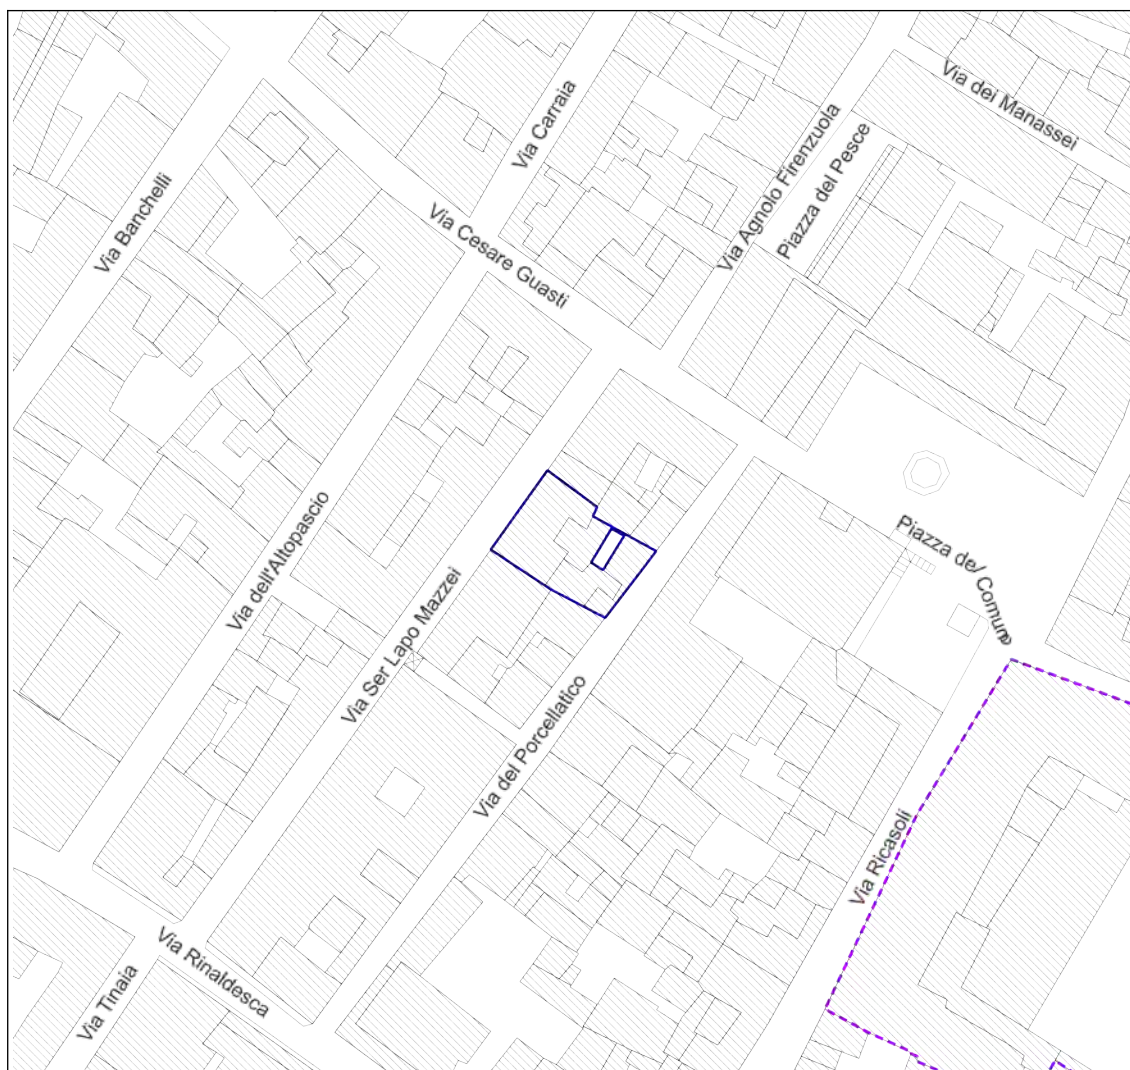 Via dei Manassei
Via Carraia
Via Agnolo Firenzuola
Piazza del Pesce
Via Banchelli
Via Cesare Guasti
Via dell'Altopascio
Piazza del Comune
Via Ser Lapo Mazzei
Via del Porcellatico
Via Ricasoli
Via Rinaldesca
Via Tinaia